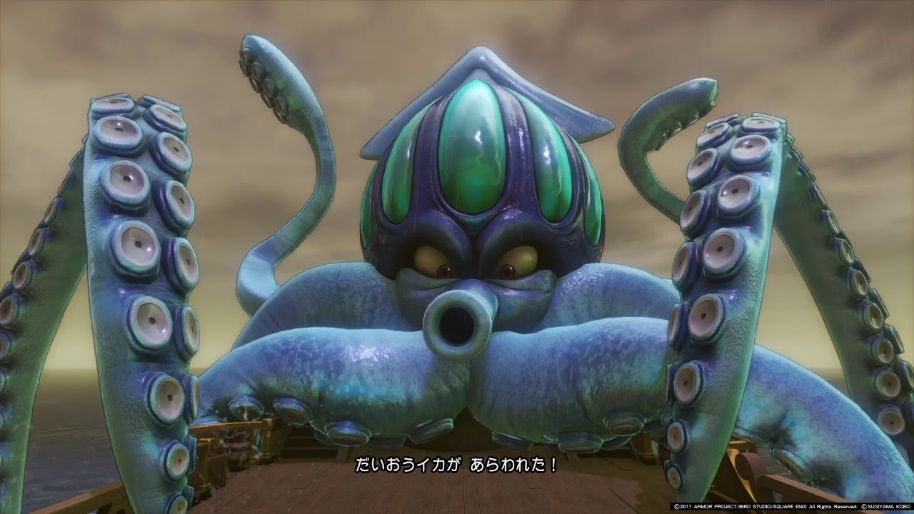 だいおうイカが あらわれた！
©2011 ARMOR PROJECT/BIRD STUDIO/SQUARE ENIX All Rights Reserved. ©SUGIYAMA KOBO